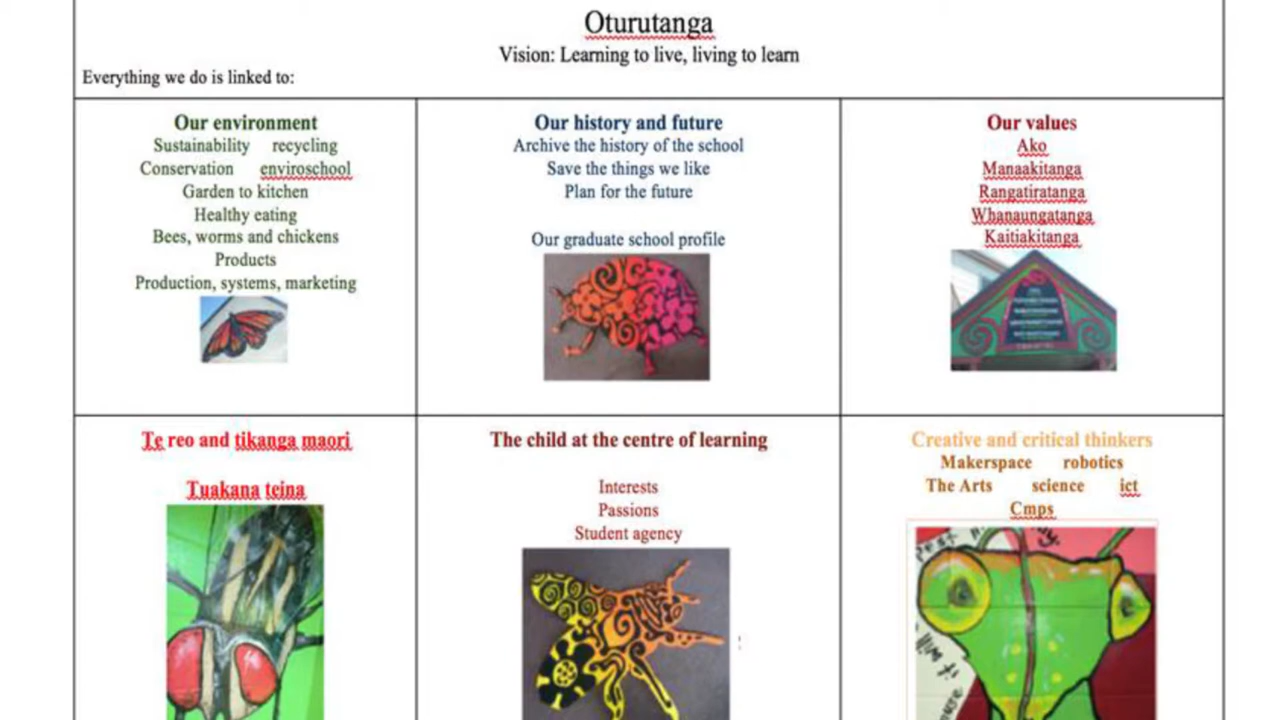 Oturutanga
Vision: Learning to live, living to learn
Everything we do is linked to:
Our environment
Sustainability recycling
Conservation enviroschool
Garden to kitchen
Healthy eating
Bees, worms and chickens
Products
Production, systems, marketing
Our history and future
Archive the history of the school
Save the things we like
Plan for the future
Our graduate school profile
Our values
Ako
Manaakitanga
Rangatiratanga
Whanaungatanga
Kaitiakitanga
Te reo and tikanga maori
Tuakana teina
The child at the centre of learning
Interests
Passions
Student agency
Creative and critical thinkers
Makerspace robotics
The Arts science ict
Cmps